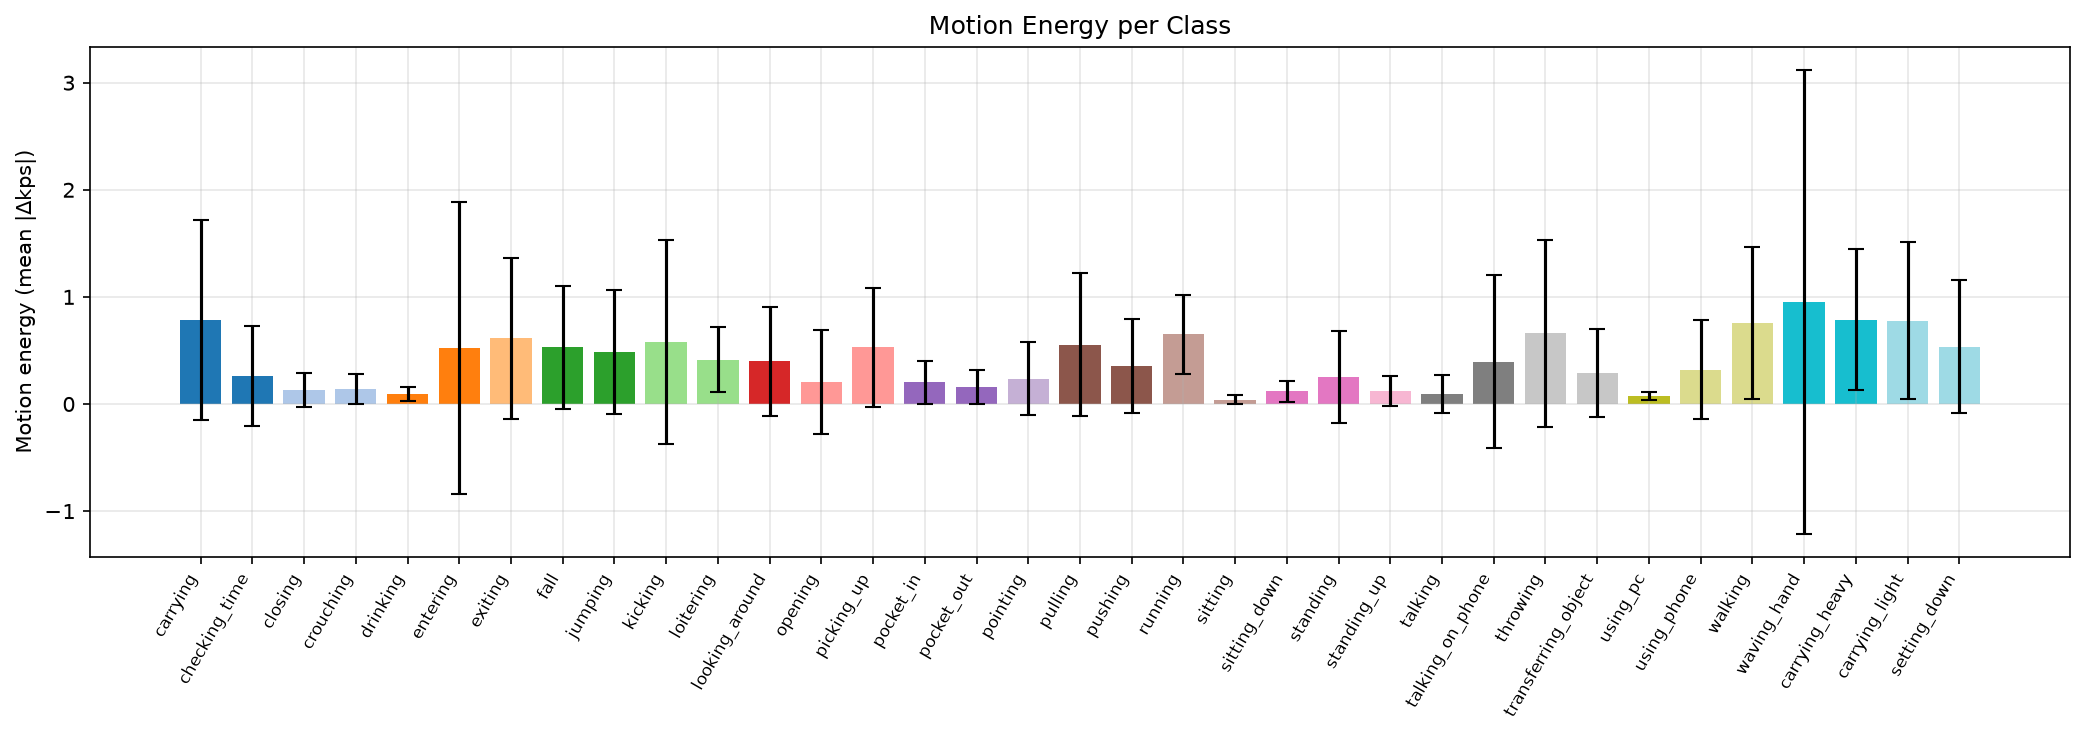 Motion Energy per Class
Motion energy (mean |Δkps|)
3
2
1
0
−1
carrying
checking_time
closing
crouching
drinking
entering
exiting
fall
jumping
kicking
loitering
looking_around
opening
picking_up
pocket_in
pocket_out
pointing
pulling
pushing
running
sitting
sitting_down
standing
standing_up
talking
talking_on_phone
throwing
transferring_object
using_pc
using_phone
walking
waving_hand
carrying_heavy
carrying_light
setting_down